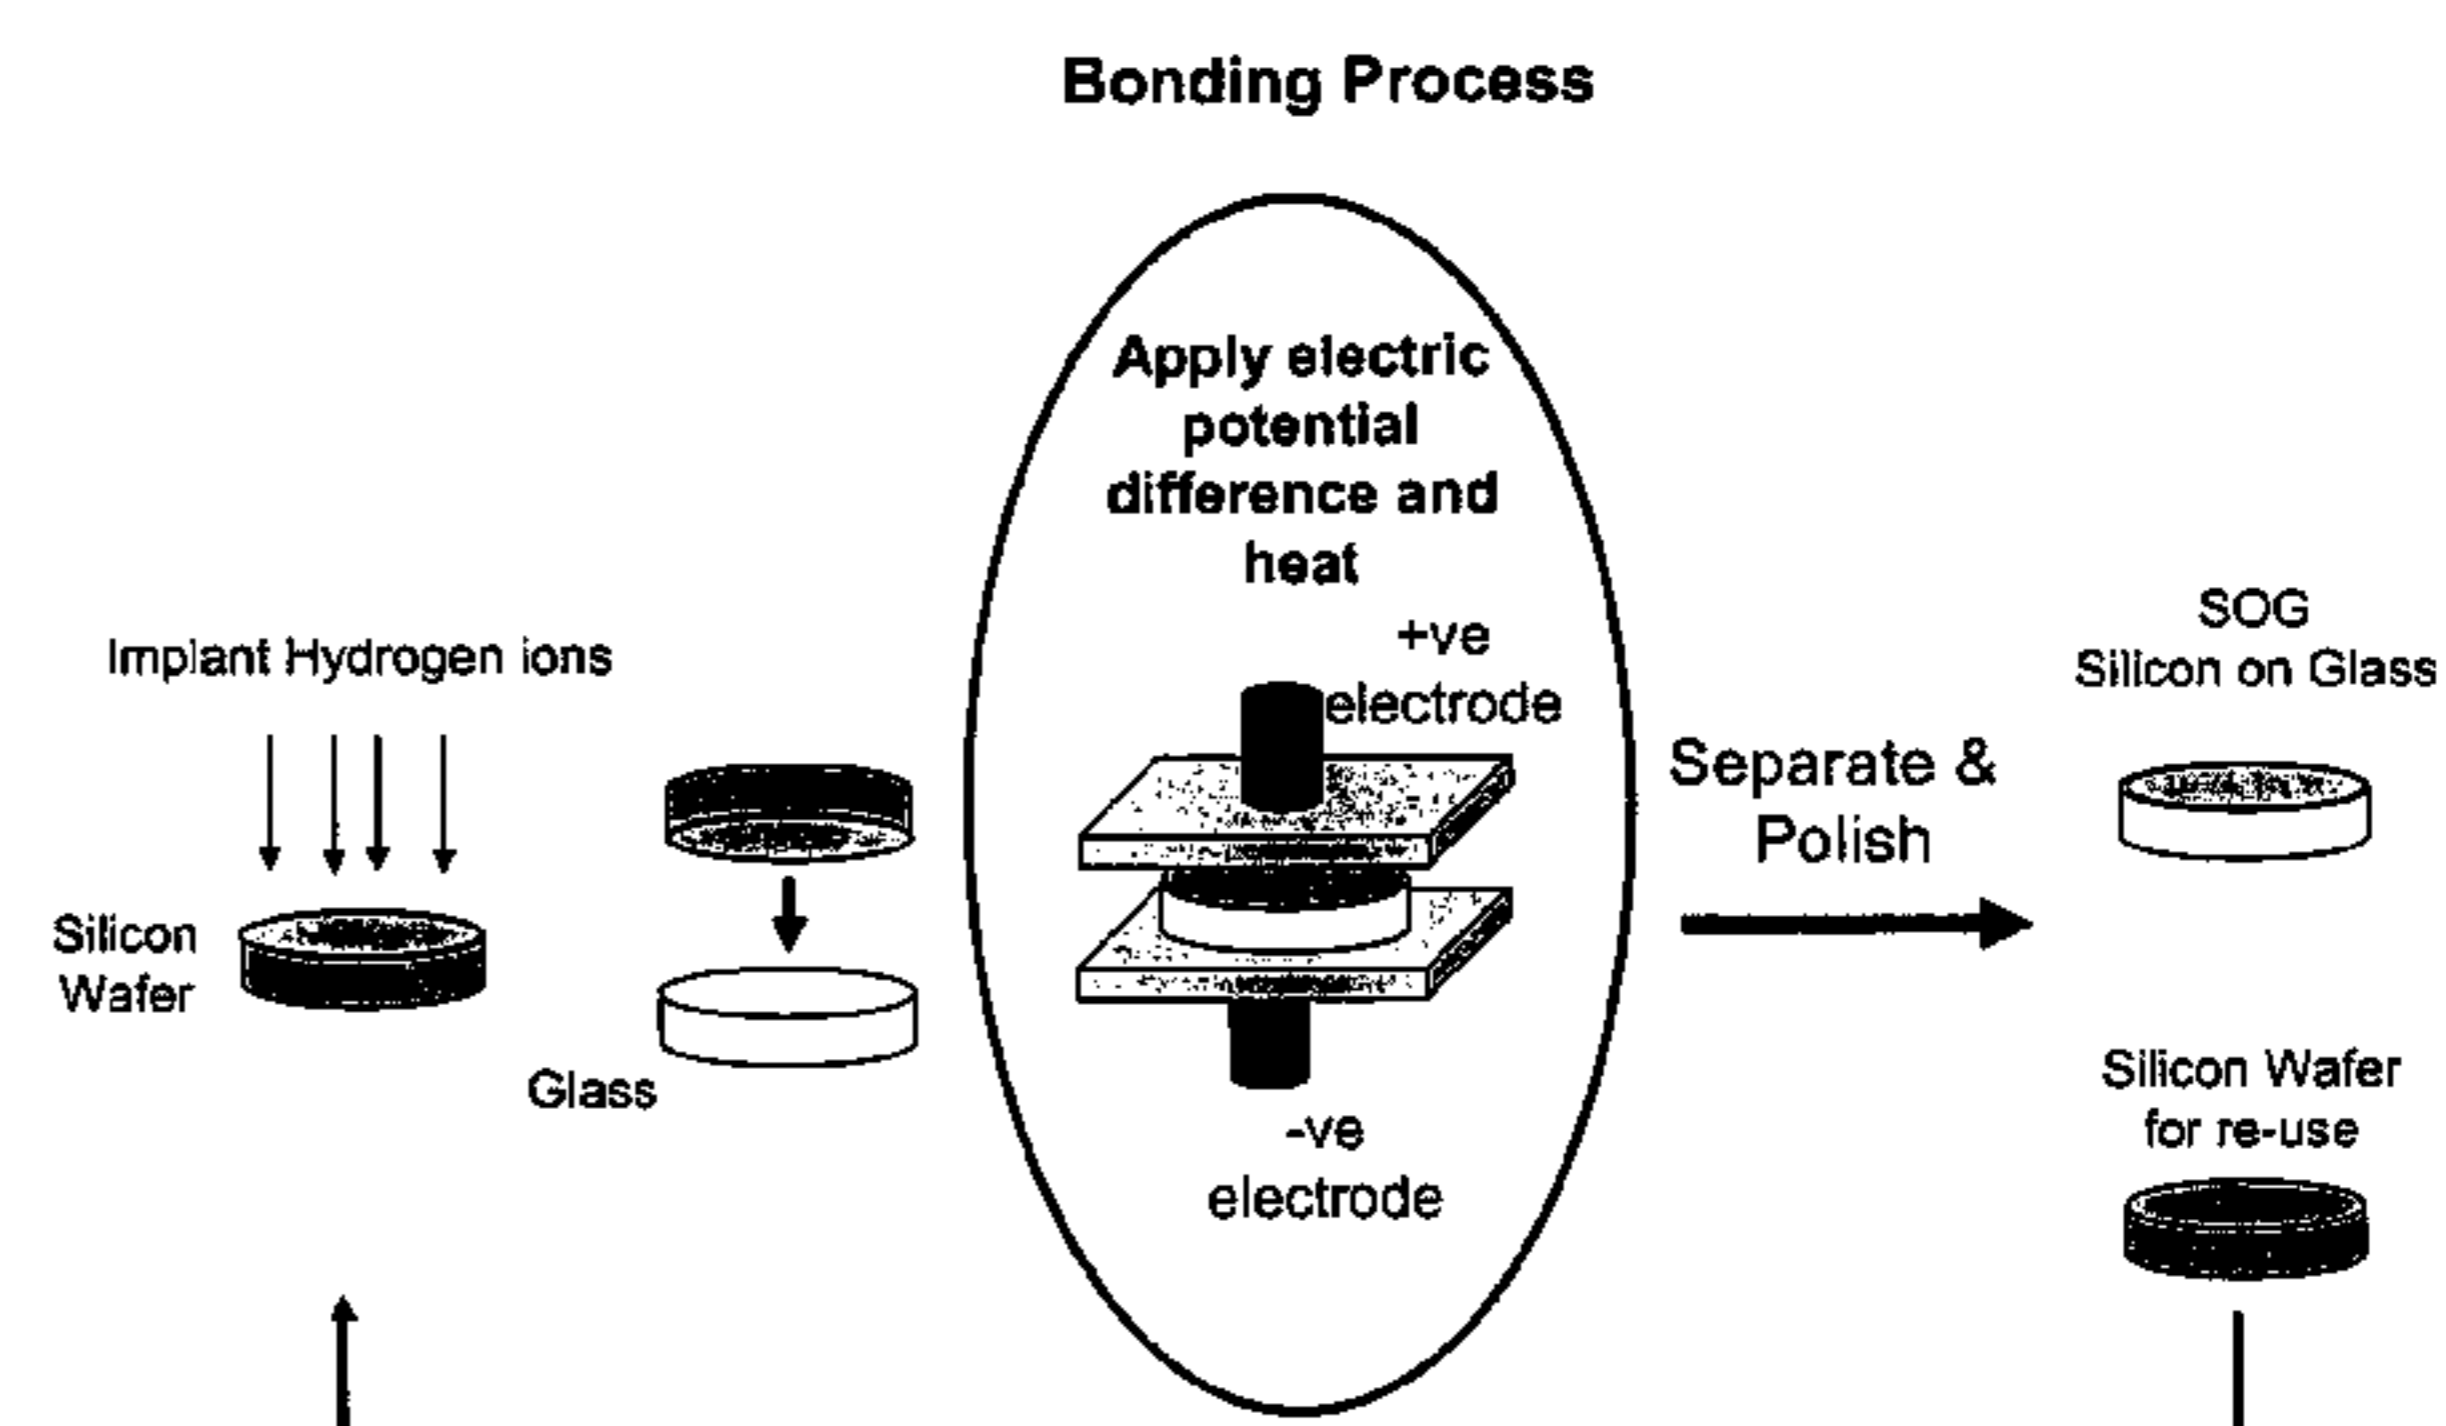 Bonding Process
Apply electric
potential
difference and
heat
+ve
electrode
-ve
electrode
Implant Hydrogen ions
Silicon
Wafer
Glass
Separate &
Polish
SOG
Silicon on Glass
Silicon Wafer
for re-use